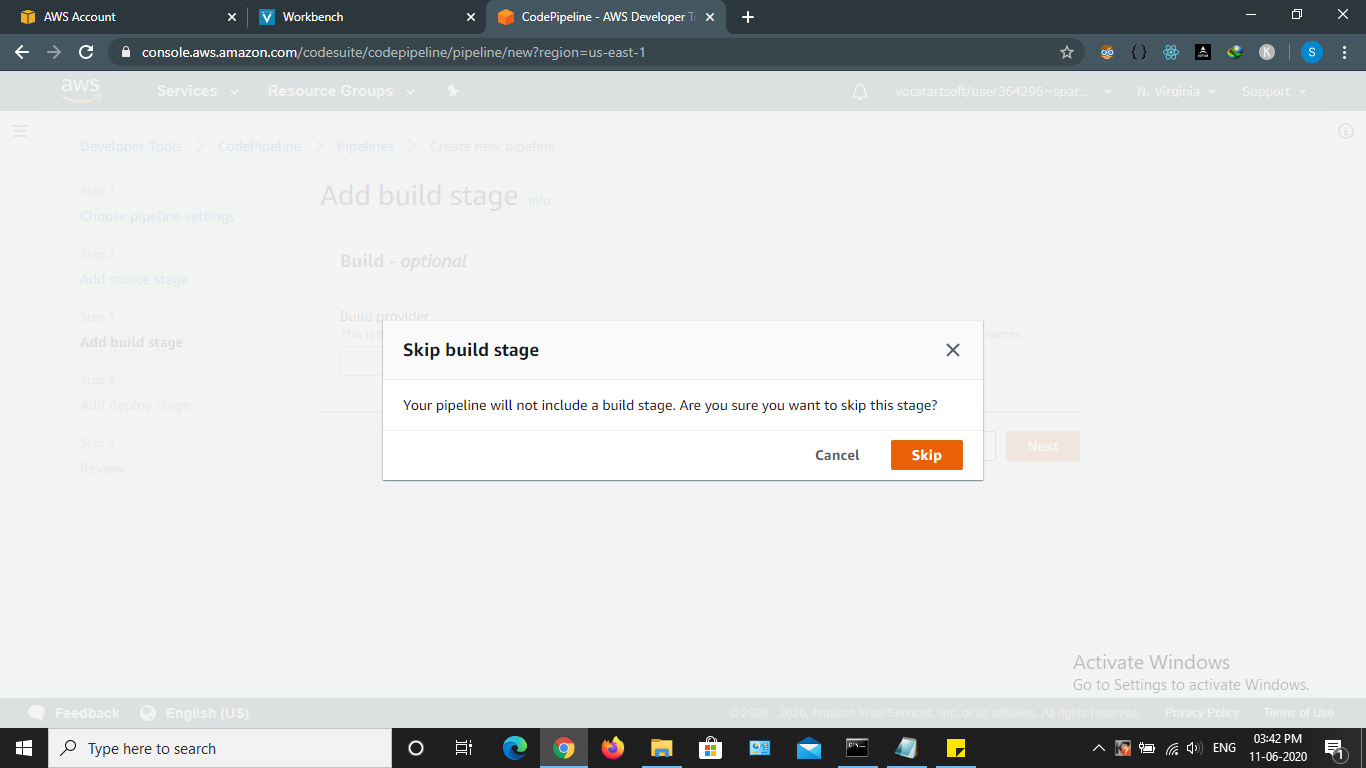 AWS Account
Workbench
CodePipeline - AWS Developer To
console.aws.amazon.com/codesuite/codepipeline/pipeline/new?region=us-east-1
S
K
aws
Services
Resource Groups
vocstartsoft/user364296=spar...
N. Virginia
Support
Developer Tools
CodePipeline
Pipelines
Create new pipeline
Step 1
Choose pipeline settings
Step 2
Add source stage
Step 3
Add build stage
Step 4
Add deploy stage
Step 5
Review
Add build stage Info
Build - optional
Build provider
This is t
names.
Skip build stage
Your pipeline will not include a build stage. Are you sure you want to skip this stage?
Cancel
Skip
Next
Activate Windows
Go to Settings to activate Windows.
Feedback
English (US)
© 2008 - 2020, Amazon Web Services, Inc. or its affiliates. All rights reserved.
Privacy Policy
Terms of Use
Type here to search
ENG
03:42 PM
11-06-2020
1